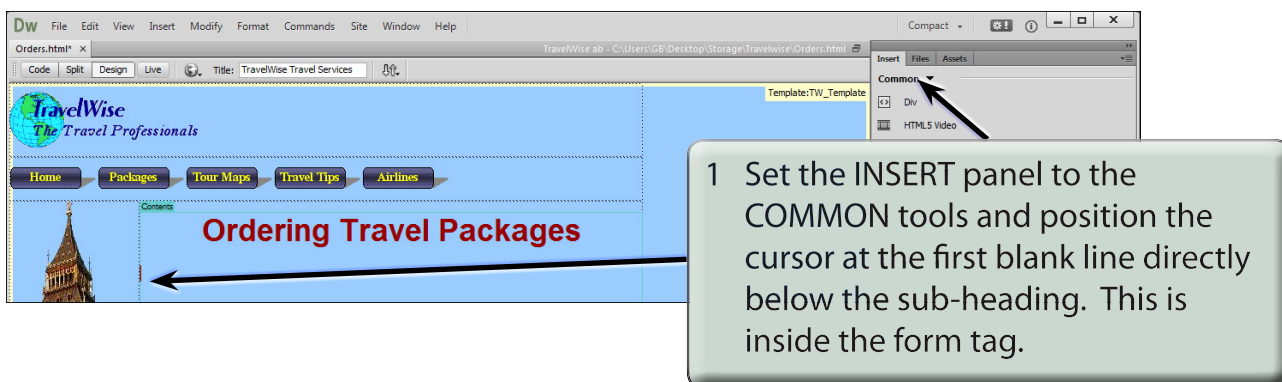 DW File Edit View Insert Modify Format Commands Site Window Help
Compact
Orders.html* ×
TravelWise ab - C:\Users\GB\Desktop\Storage\Travelwise\Orders.html
Code Split Design Live Title: TravelWise Travel Services
Insert Files Assets
Common
Div
HTML5 Video
Template:TW_Template
TravelWise
The Travel Professionals
Home Packages Tour Maps Travel Tips Airlines
Contents
Ordering Travel Packages
1 Set the INSERT panel to the
COMMON tools and position the
cursor at the first blank line directly
below the sub-heading. This is
inside the form tag.